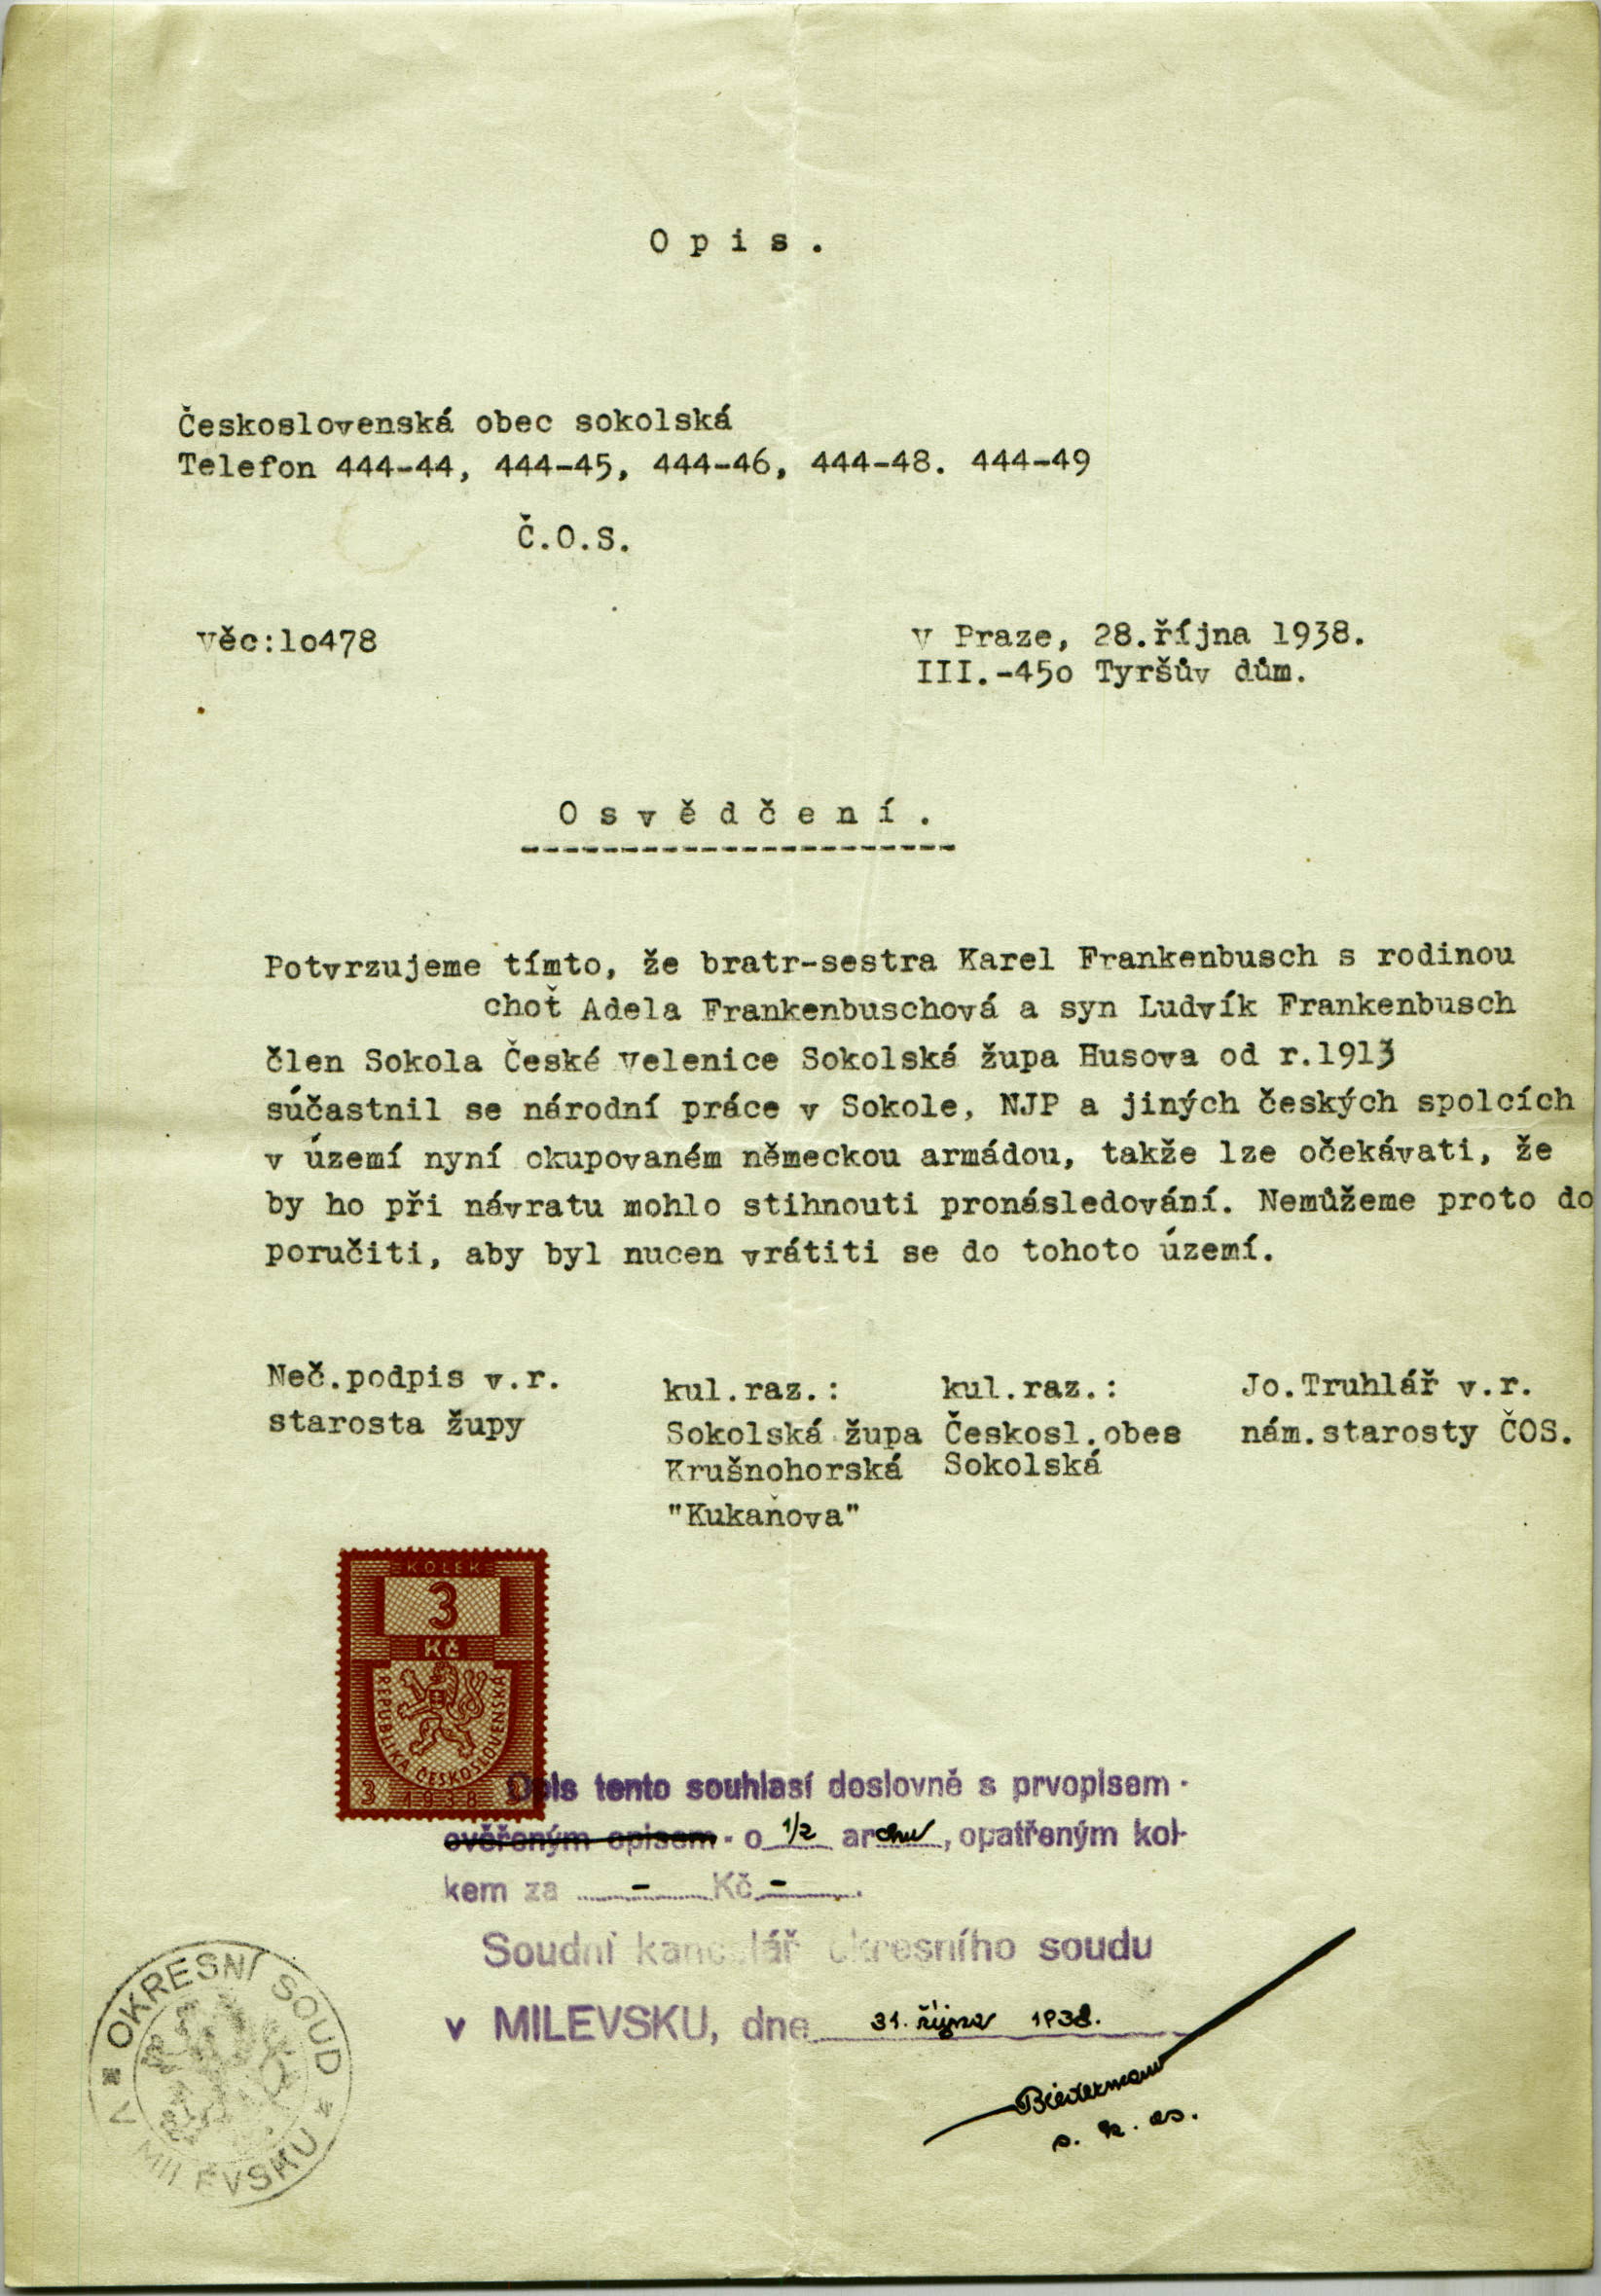 O p i s .
Československá obec sokolská
Telefon 444-44, 444-45, 444-46, 444-48. 444-49
Č.O.S.
věc:lo478
v Praze, 28.října 1938.
III.-45o Tyršův dům.
O s v ě d č e n í .
Potvrzujeme tímto, že bratr-sestra Karel Frankenbusch s rodinou
choť Adela Frankenbuschová a syn Ludvík Frankenbusch
člen Sokola České Velenice Sokolská župa Husova od r.1913
súčastnil se národní práce v Sokole, NJP a jiných českých spolcích
v území nyní okupovaném německou armádou, takže lze očekávati, že
by ho při návratu mohlo stihnouti pronásledování. Nemůžeme proto do
poručiti, aby byl nucen vrátiti se do tohoto území.
Neč.podpis v.r.
starosta župy
kul.raz.:
Sokolská župa
Krušnohorská
"Kukaňova"
kul.raz.:
Českosl.obes
Sokolská
Jo.Truhlář v.r.
nám.starosty ČOS.
KOLEK
3
Kč
REPUBLIKA ČESKOSLOVENSKÁ
3 1938 3
Opis tento souhlasí doslovně s prvopisem -
ověřeným opisem - o 1/2 archu, opatřeným kol-
kem za - Kč -.
Soudní kancelář okresního soudu
v MILEVSKU, dne 31. října 1938.
Biedermann
OKRESNÍ SOUD
V MILEVSKU